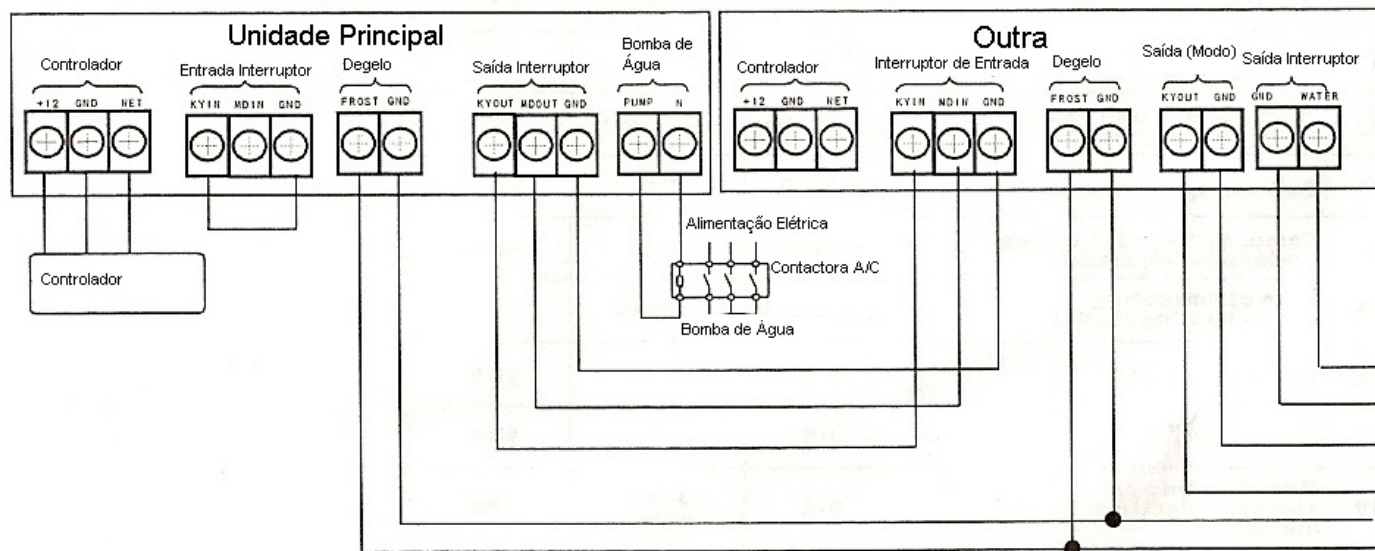 Unidade Principal
Controlador
+12 GND NET
Entrada Interruptor
KYIN MDIN GND
Degelo
FROST GND
Saída Interruptor
KYOUT MDOUT GND
Bomba de
Água
PUMP N
Controlador
Alimentação Elétrica
Contactora A/C
Bomba de Água
Outra
Controlador
+12 GND NET
Interruptor de Entrada
KYIN MDIN GND
Degelo
FROST GND
Saída (Modo)
KYOUT GND
Saída Interruptor
GND WATER